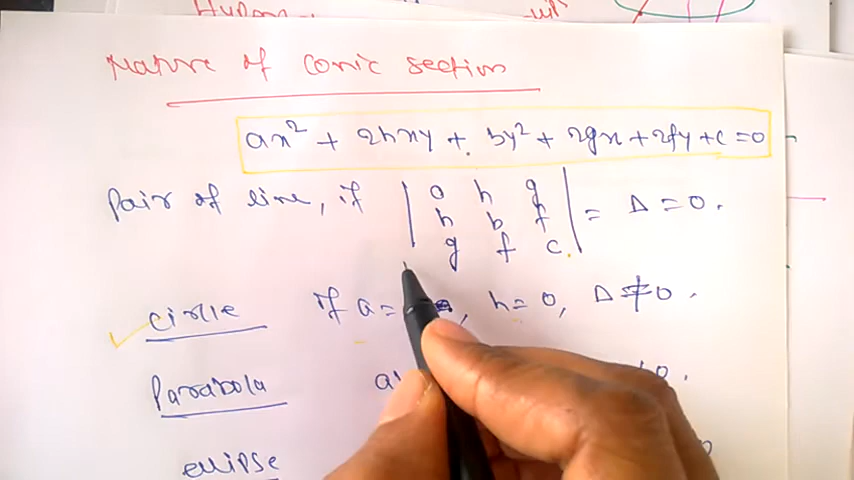 Nature of conic section
ax² + 2hxy + by² + 2gx + 2fy + c = 0
Pair of line, if | a h g
h b f
g f c | = Δ = 0.
circle if a = , h = 0, Δ ≠ 0.
Parabola
ellipse